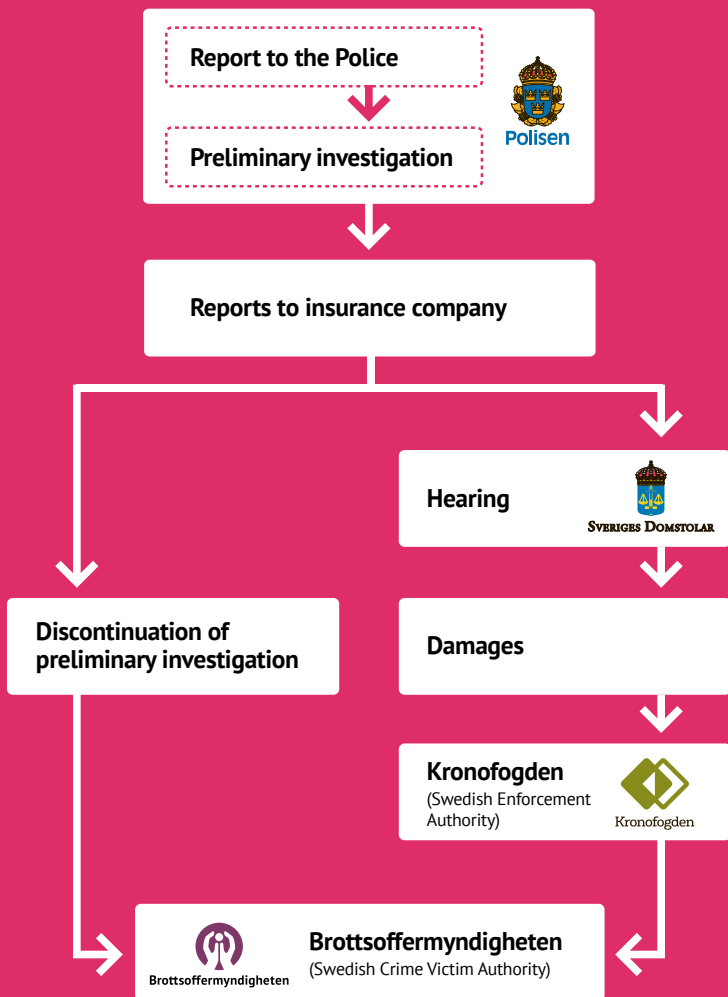 Report to the Police
Polisen
Preliminary investigation
Reports to insurance company
Hearing
SVERIGES DOMSTOLAR
Discontinuation of
preliminary investigation
Damages
Kronofogden
(Swedish Enforcement
Authority)
Kronofogden
Brottsoffermyndigheten
(Swedish Crime Victim Authority)
Brottsoffermyndigheten